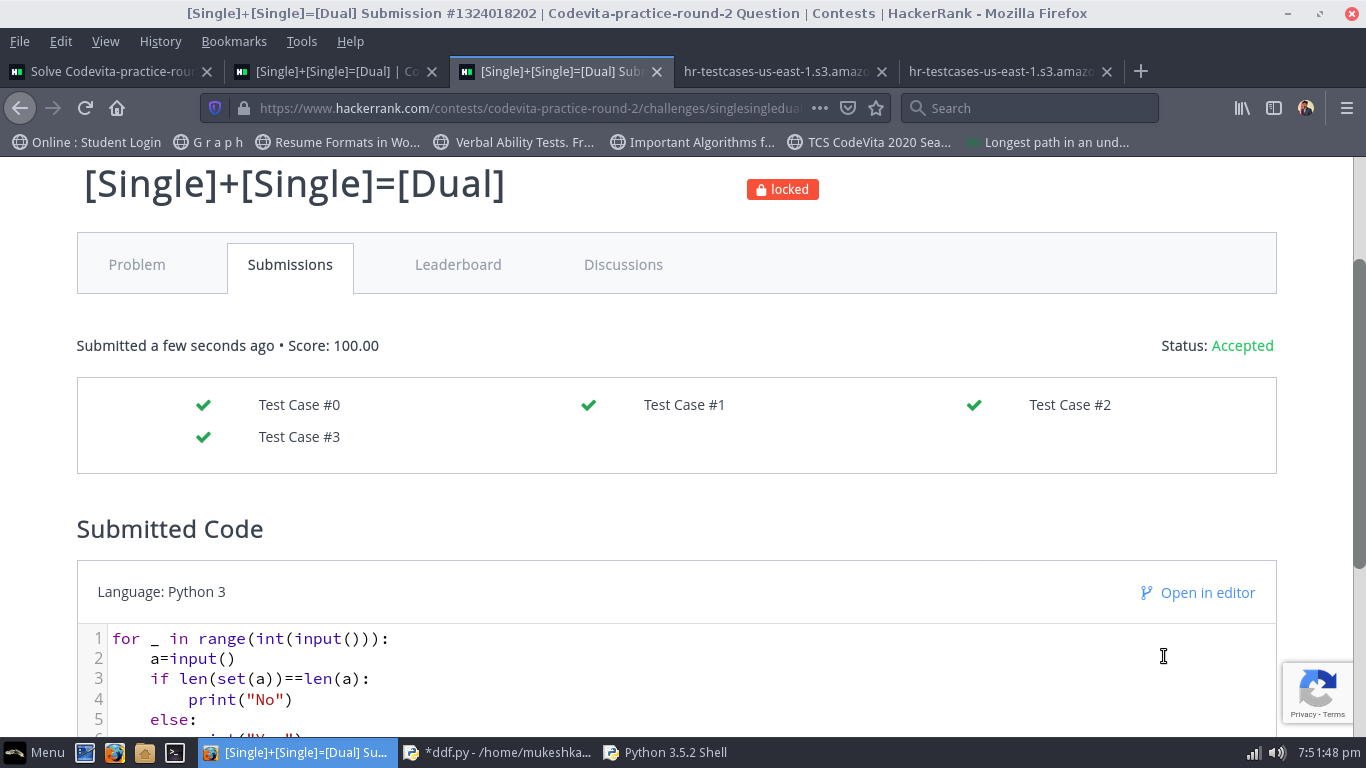 [Single]+[Single]=[Dual] Submission #1324018202 | Codevita-practice-round-2 Question | Contests | HackerRank - Mozilla Firefox
File Edit View History Bookmarks Tools Help
Solve Codevita-practice-rou [Single]+[Single]=[Dual] | Co [Single]+[Single]=[Dual] Sub hr-testcases-us-east-1.s3.amazo hr-testcases-us-east-1.s3.amazo
https://www.hackerrank.com/contests/codevita-practice-round-2/challenges/singlesingledua Search
Online : Student Login G r a p h Resume Formats in Wo... Verbal Ability Tests. Fr... Important Algorithms f... TCS CodeVita 2020 Sea... Longest path in an und...
[Single]+[Single]=[Dual] locked
Problem Submissions Leaderboard Discussions
Submitted a few seconds ago • Score: 100.00 Status: Accepted
Test Case #0 Test Case #1 Test Case #2
Test Case #3
Submitted Code
Language: Python 3 Open in editor
1 for _ in range(int(input())):
2 a=input()
3 if len(set(a))==len(a):
4 print("No")
5 else:
Privacy - Terms
Menu [Single]+[Single]=[Dual] Su... *ddf.py - /home/mukeshka... Python 3.5.2 Shell 7:51:48 pm